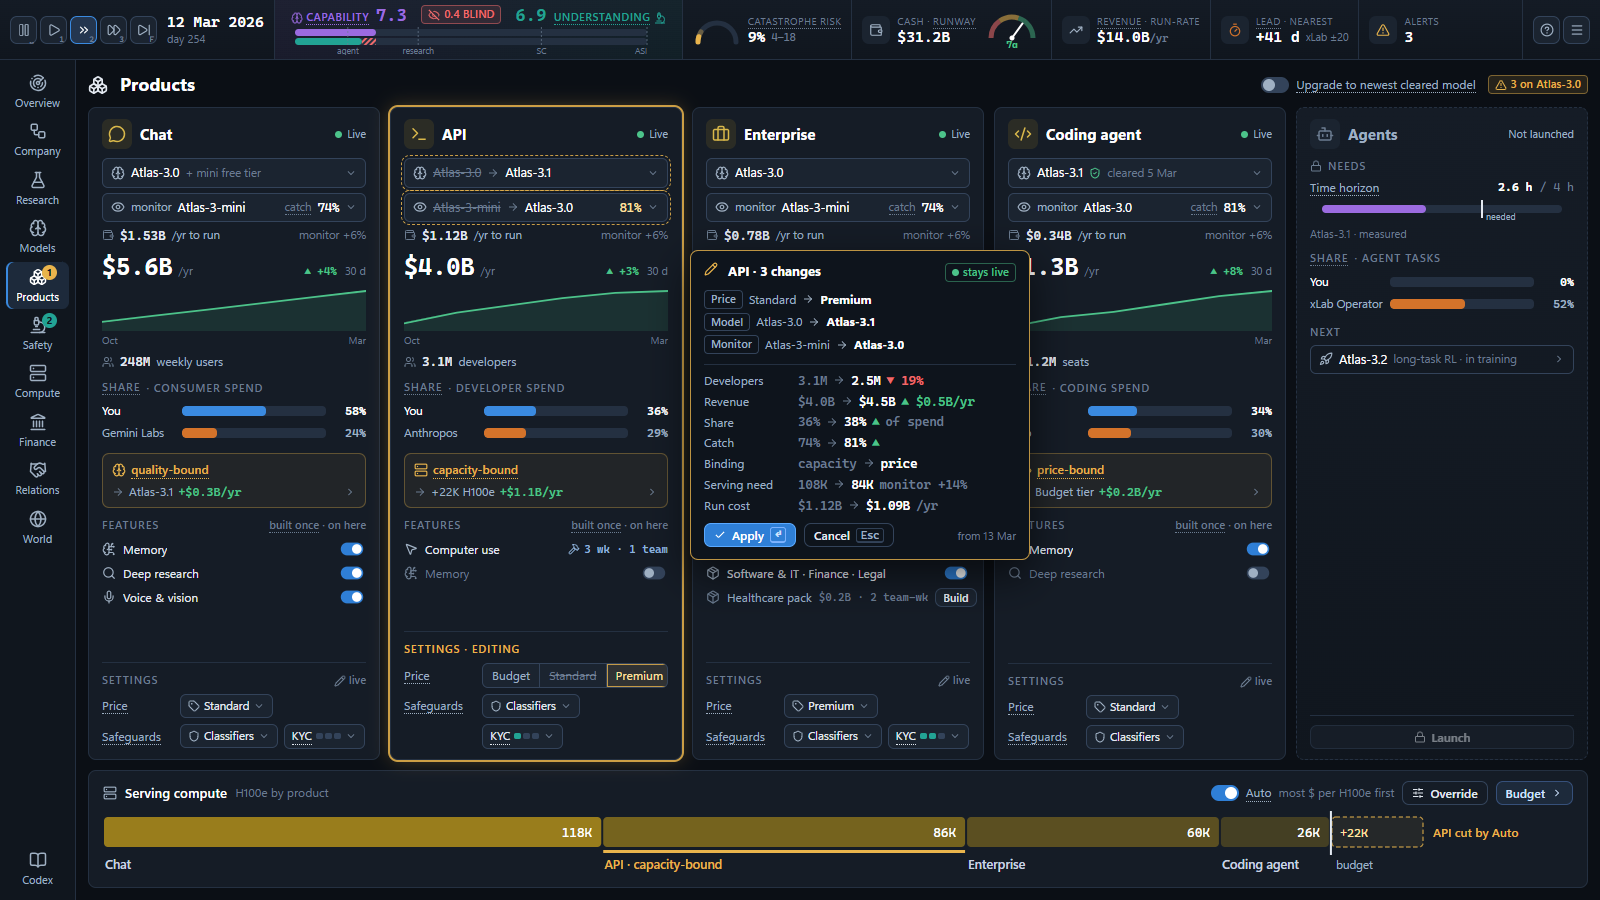 12 Mar 2026
day 254
CAPABILITY 7.3 0.4 BLIND 6.9 UNDERSTANDING
agent research SC ASI
CATASTROPHE RISK
9% 4–18
CASH · RUNWAY
$31.2B
7a
REVENUE · RUN-RATE
$14.0B/yr
LEAD · NEAREST
+41 d xLab ±20
ALERTS
3
Overview
Company
Research
Models
1
Products
2
Safety
Compute
Finance
Relations
World
Codex
Products
Upgrade to newest cleared model
3 on Atlas-3.0
Chat
Live
Atlas-3.0 + mini free tier
monitor Atlas-3-mini catch 74%
$1.53B /yr to run monitor +6%
$5.6B /yr
+4% 30 d
Oct Mar
248M weekly users
SHARE · CONSUMER SPEND
You 58%
Gemini Labs 24%
quality-bound
→ Atlas-3.1 +$0.3B/yr
FEATURES built once · on here
Memory
Deep research
Voice & vision
SETTINGS live
Price Standard
Safeguards Classifiers KYC
API
Live
Atlas-3.0 → Atlas-3.1
Atlas-3-mini → Atlas-3.0 81%
$1.12B /yr to run monitor +6%
$4.0B /yr
+3% 30 d
Oct Mar
3.1M developers
SHARE · DEVELOPER SPEND
You 36%
Anthropos 29%
capacity-bound
→ +22K H100e +$1.1B/yr
FEATURES built once · on here
Computer use 3 wk · 1 team
Memory
SETTINGS · EDITING
Price Budget Standard Premium
Safeguards Classifiers
KYC
Enterprise
Live
Atlas-3.0
monitor Atlas-3-mini catch 74%
$0.78B /yr to run monitor +6%
API · 3 changes stays live
Price Standard → Premium
Model Atlas-3.0 → Atlas-3.1
Monitor Atlas-3-mini → Atlas-3.0
Developers 3.1M → 2.5M 19%
Revenue $4.0B → $4.5B $0.5B/yr
Share 36% → 38% of spend
Catch 74% → 81%
Binding capacity → price
Serving need 108K → 84K monitor +14%
Run cost $1.12B → $1.09B /yr
Apply Cancel Esc from 13 Mar
Software & IT · Finance · Legal
Healthcare pack $0.2B · 2 team-wk Build
SETTINGS live
Price Premium
Safeguards Classifiers KYC
Coding agent
Live
Atlas-3.1 cleared 5 Mar
monitor Atlas-3.0 catch 81%
$0.34B /yr to run monitor +6%
.3B /yr
+8% 30 d
Mar
.2M seats
RE · CODING SPEND
34%
30%
price-bound
Budget tier +$0.2B/yr
TURES built once · on here
Memory
Deep research
SETTINGS live
Price Standard
Safeguards Classifiers
Agents
Not launched
NEEDS
Time horizon 2.6 h / 4 h
needed
Atlas-3.1 · measured
SHARE · AGENT TASKS
You 0%
xLab Operator 52%
NEXT
Atlas-3.2 long-task RL · in training
Launch
Serving compute H100e by product
Auto most $ per H100e first Override Budget
118K 86K 60K 26K +22K API cut by Auto
Chat API · capacity-bound Enterprise Coding agent budget